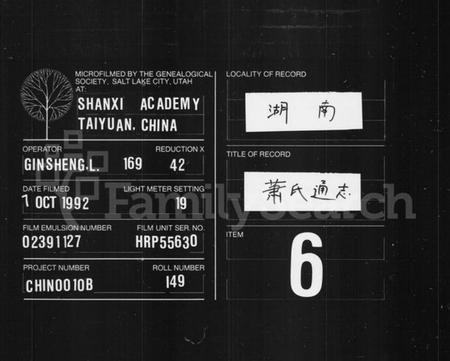 MICROFILMED BY THE GENEALOGICAL
SOCIETY, SALT LAKE CITY, UTAH
AT:
SHANXI ACADEMY
TAIYUAN, CHINA
OPERATOR
REDUCTION X
GINSHENG.L. 169 42
DATE FILMED
LIGHT METER SETTING
7 OCT 1992 19
FILM EMULSION NUMBER
FILM UNIT SER. NO.
02391127 HRP55630
PROJECT NUMBER
ROLL NUMBER
CHIN0010B 149
LOCALITY OF RECORD
湖南
TITLE OF RECORD
萧氏通志
ITEM
6
FamilySearch